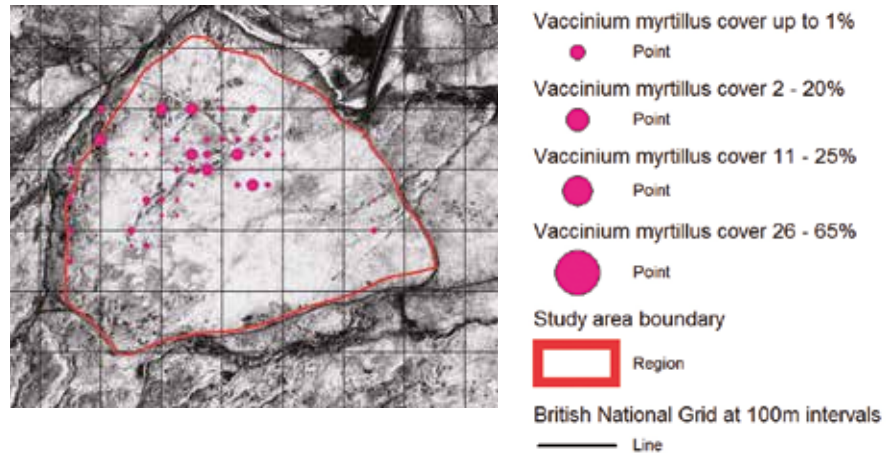 Vaccinium myrtillus cover up to 1%
Point
Vaccinium myrtillus cover 2 - 20%
Point
Vaccinium myrtillus cover 11 - 25%
Point
Vaccinium myrtillus cover 26 - 65%
Point
Study area boundary
Region
British National Grid at 100m intervals
Line